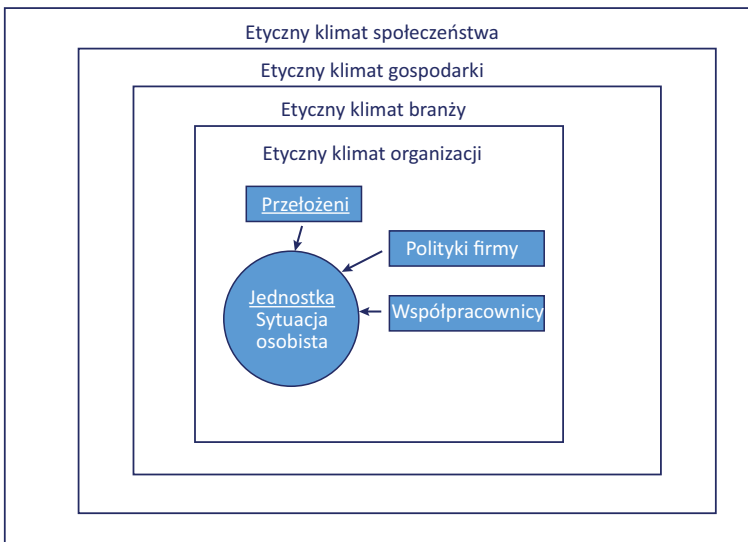 Etyczny klimat społeczeństwa
Etyczny klimat gospodarki
Etyczny klimat branży
Etyczny klimat organizacji
Przełożeni
Polityki firmy
Jednostka
Sytuacja
osobista
Współpracownicy